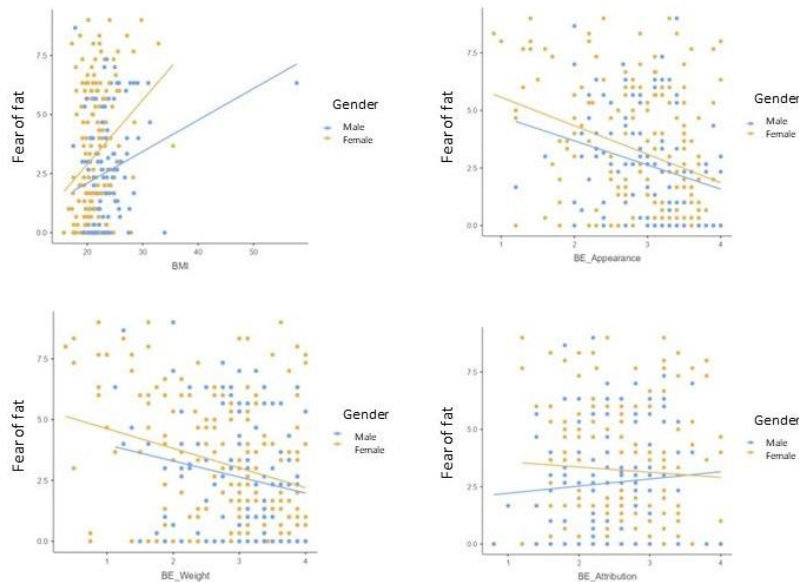 Fear of fat
7.5
5.0
2.5
0.0
20
30
40
50
BMI
Gender
Male
Female
Fear of fat
7.5
5.0
2.5
0.0
1
2
3
4
BE_Appearance
Gender
Male
Female
Fear of fat
7.5
5.0
2.5
0.0
1
2
3
4
BE_Weight
Gender
Male
Female
Fear of fat
7.5
5.0
2.5
0.0
1
2
3
4
BE_Attribution
Gender
Male
Female